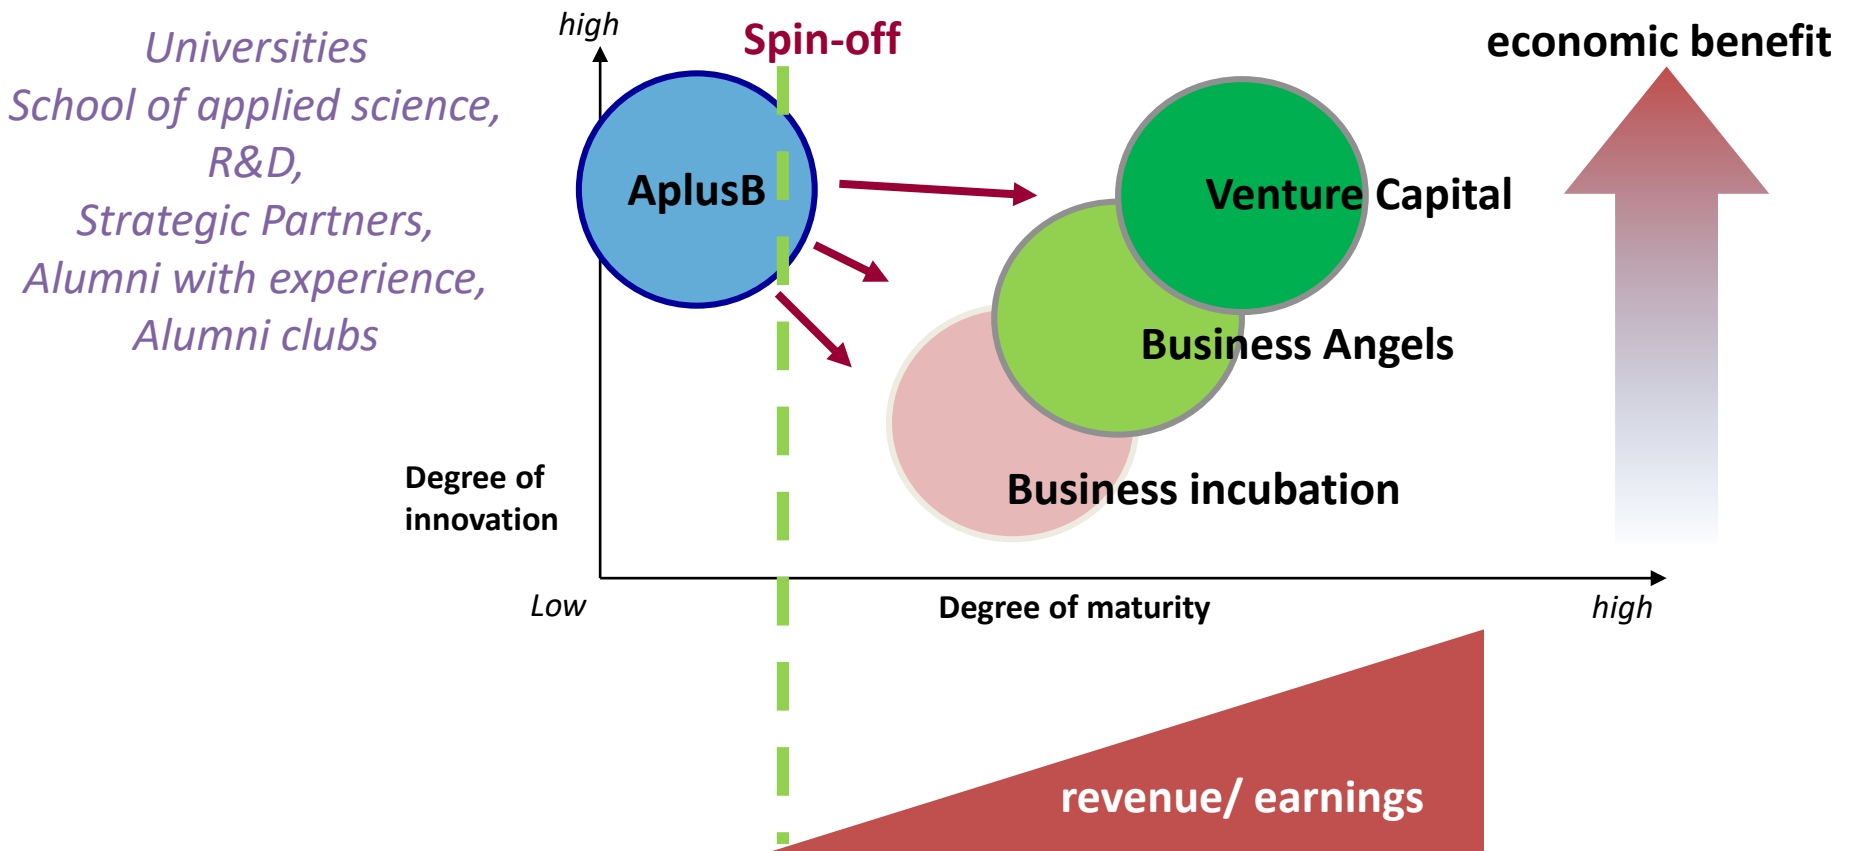 Universities
School of applied science,
R&D,
Strategic Partners,
Alumni with experience,
Alumni clubs
high
Spin-off
economic benefit
AplusB
Venture Capital
Business Angels
Business incubation
Degree of
innovation
Low
Degree of maturity
high
revenue/ earnings